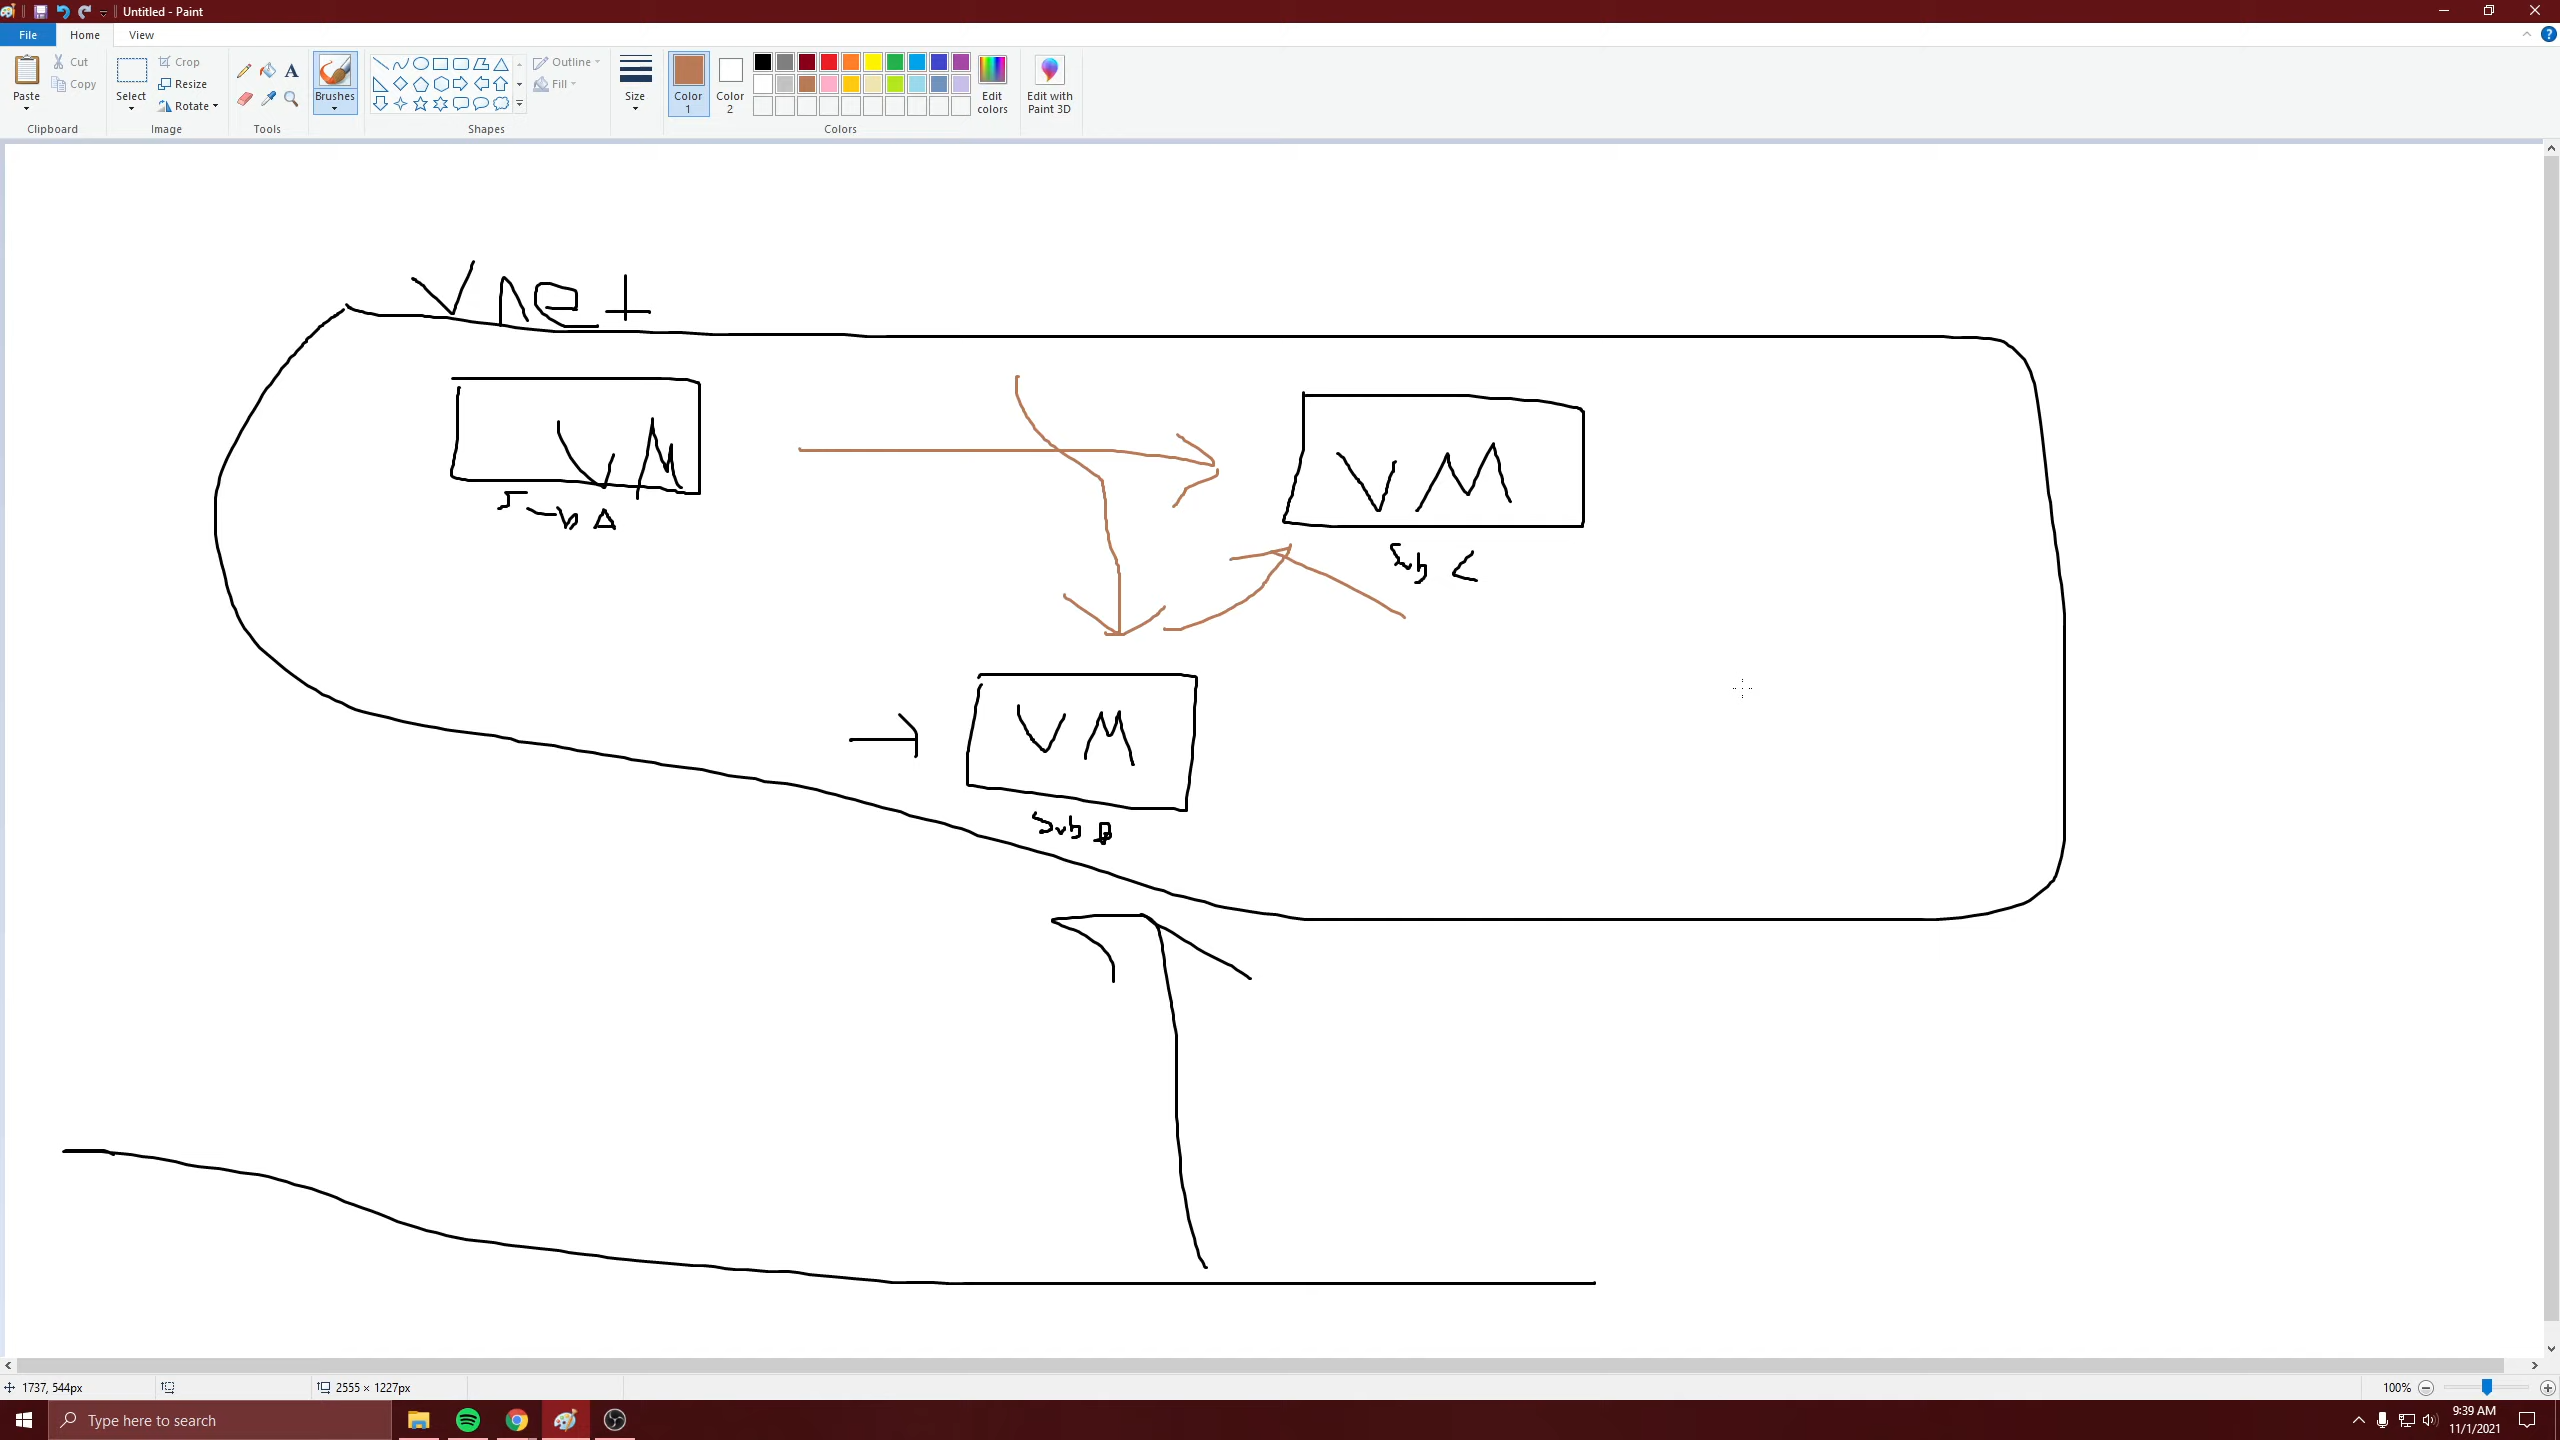 Untitled - Paint
File Home View
Paste
Cut
Copy
Clipboard
Select
Crop
Resize
Rotate
Image
Tools
Brushes
Shapes
Outline
Fill
Size
Color 1
Color 2
Edit colors
Colors
Edit with Paint 3D
Vnet
VM
Sub A
VM
Sub C
VM
Sub B
1737, 544px
2555 × 1227px
100%
Type here to search
9:39 AM
11/1/2021